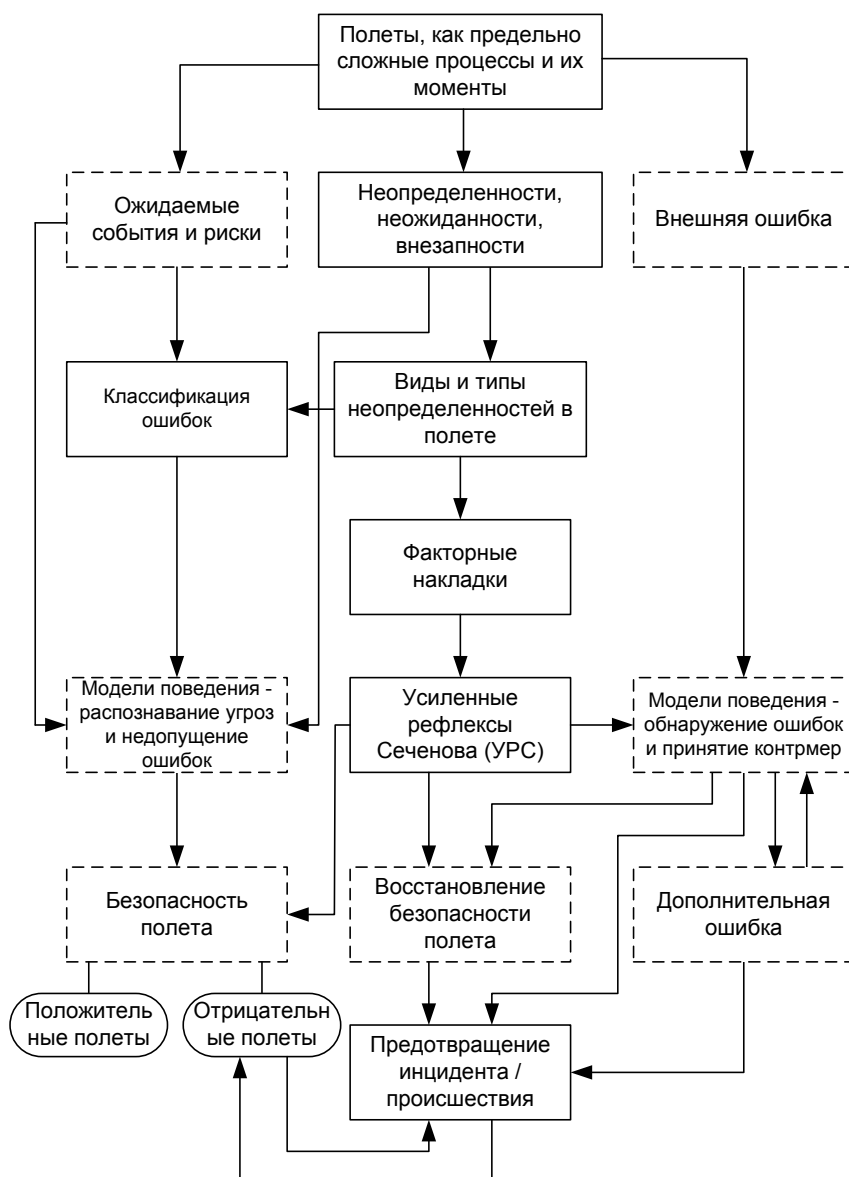 Полеты, как предельно
сложные процессы и их
моменты
Ожидаемые
события и риски
Неопределенности,
неожиданности,
внезапности
Внешняя ошибка
Классификация
ошибок
Виды и типы
неопределенностей в
полете
Факторные
накладки
Модели поведения -
распознавание угроз
и недопущение
ошибок
Усиленные
рефлексы
Сеченова (УРС)
Модели поведения -
обнаружение ошибок
и принятие контрмер
Безопасность
полета
Восстановление
безопасности
полета
Дополнительная
ошибка
Положитель
ные полеты
Отрицательн
ые полеты
Предотвращение
инцидента /
происшествия